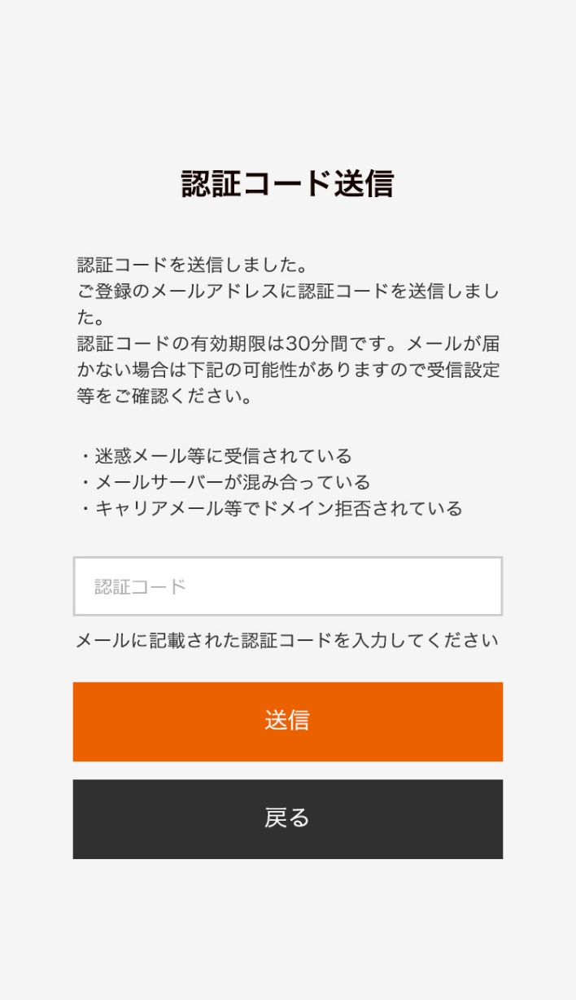 認証コード送信
認証コードを送信しました。
ご登録のメールアドレスに認証コードを送信しまし
た。
認証コードの有効期限は30分間です。メールが届
かない場合は下記の可能性がありますので受信設定
等をご確認ください。
・迷惑メール等に受信されている
・メールサーバーが混み合っている
・キャリアメール等でドメイン拒否されている
認証コード
メールに記載された認証コードを入力してください
送信
戻る